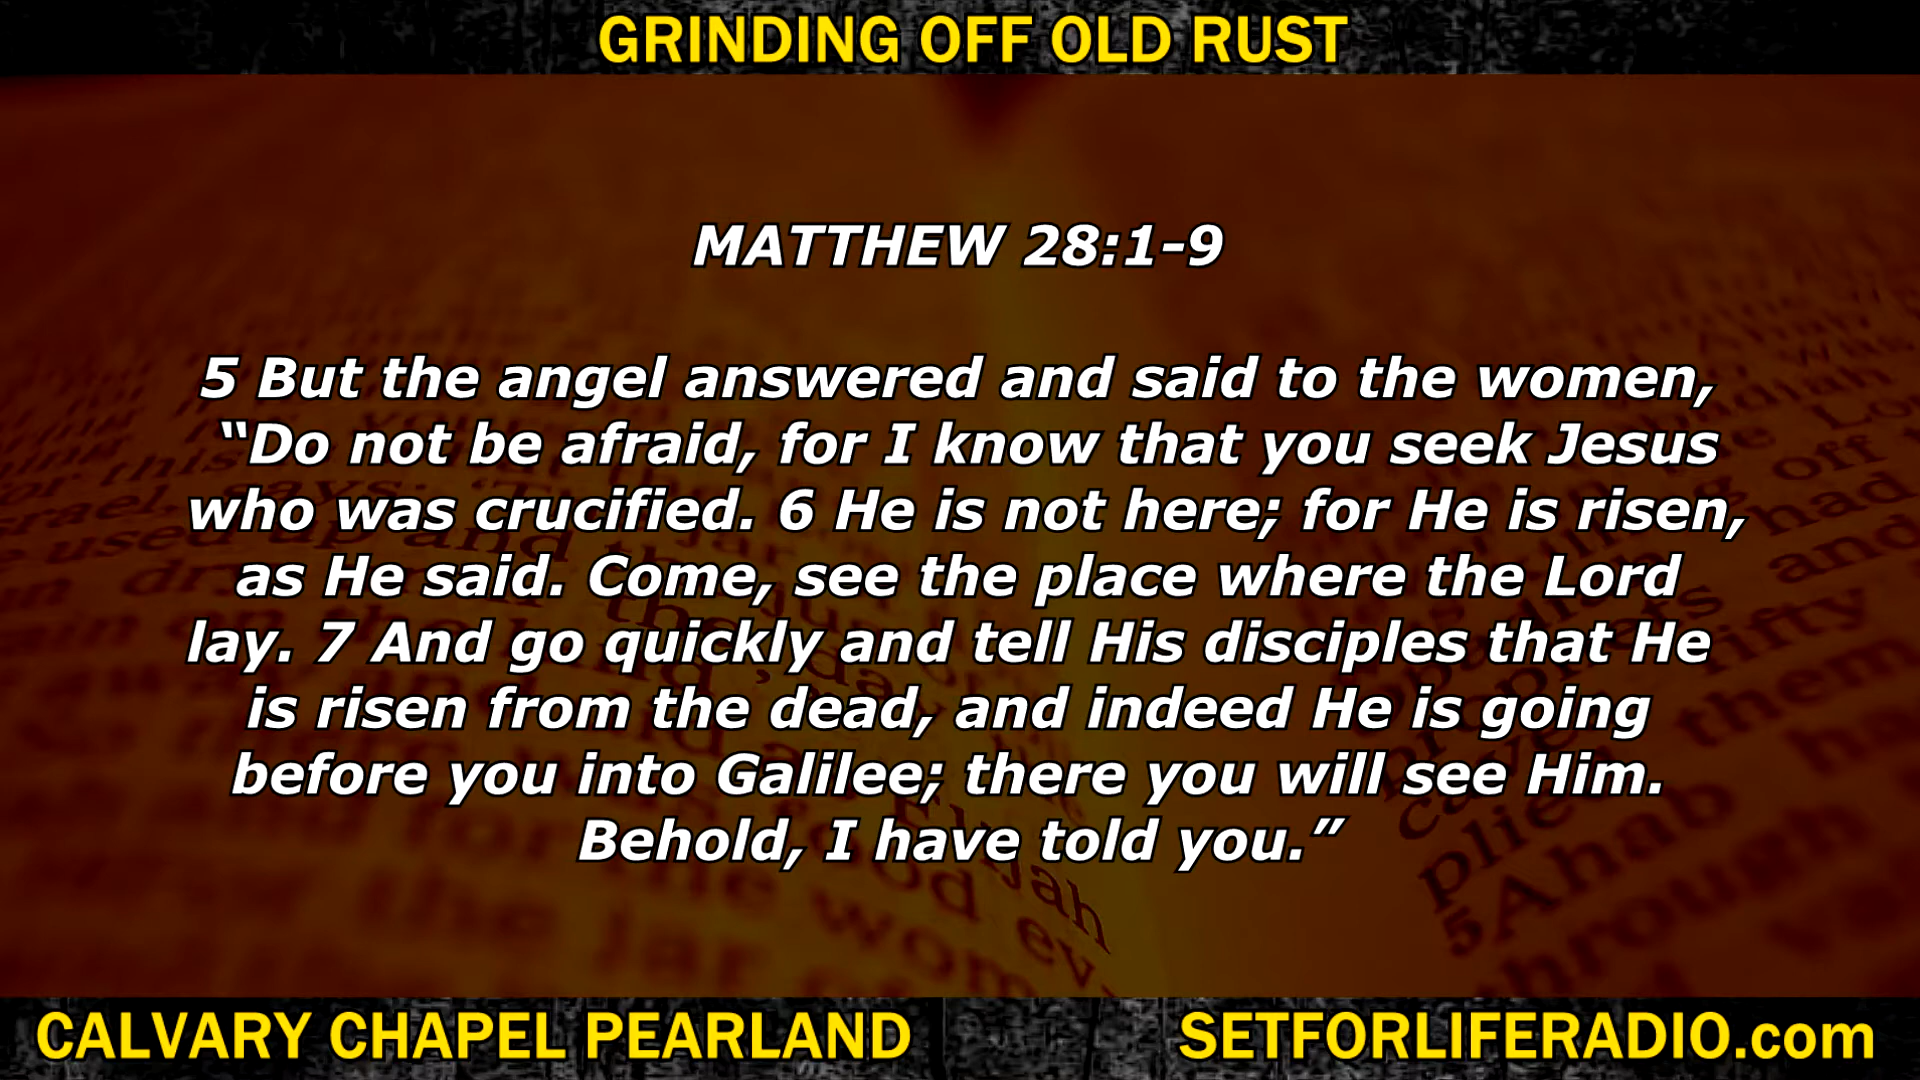 GRINDING OFF OLD RUST
MATTHEW 28:1-9
5 But the angel answered and said to the women,
“Do not be afraid, for I know that you seek Jesus
who was crucified. 6 He is not here; for He is risen,
as He said. Come, see the place where the Lord
lay. 7 And go quickly and tell His disciples that He
is risen from the dead, and indeed He is going
before you into Galilee; there you will see Him.
Behold, I have told you.”
CALVARY CHAPEL PEARLAND
SETFORLIFERADIO.com